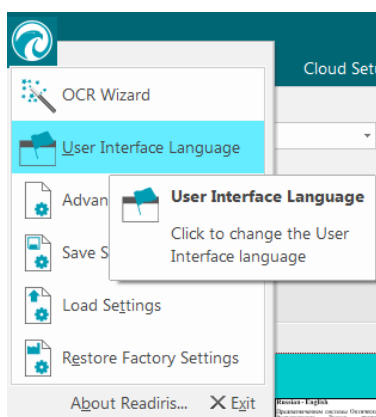 Cloud Set
OCR Wizard
User Interface Language
Advan
User Interface Language
Click to change the User
Interface language
Save S
Load Settings
Restore Factory Settings
About Readiris...
Exit
Russian - English